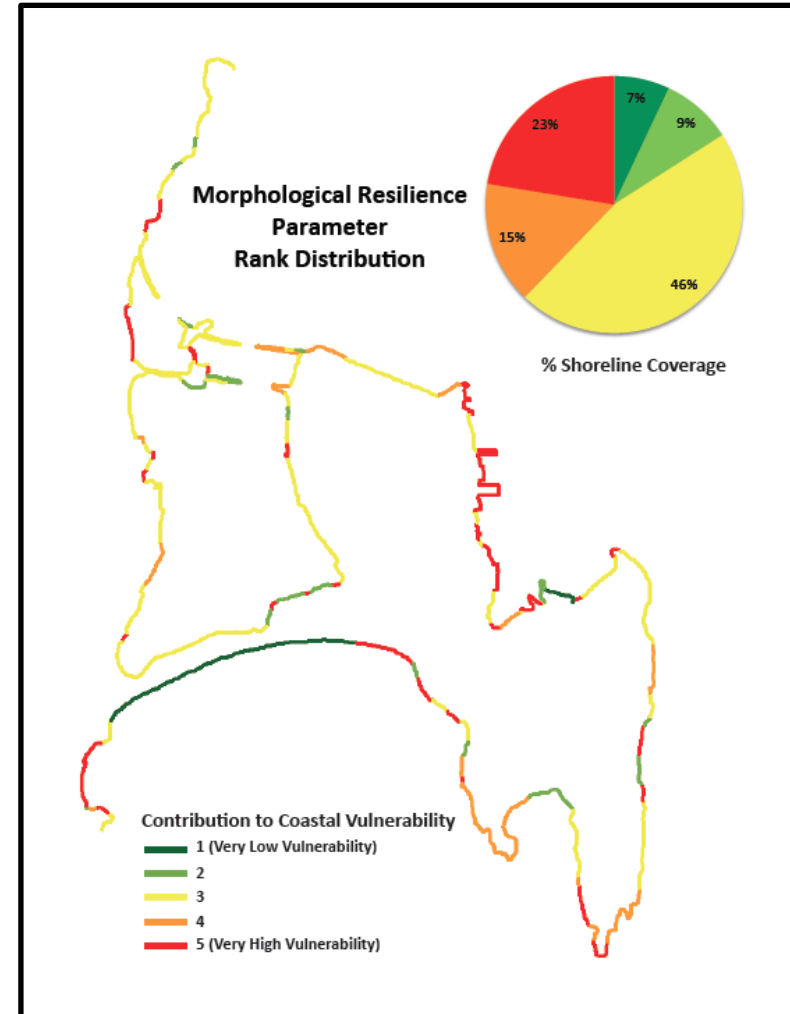 Morphological Resilience
Parameter
Rank Distribution
7%
9%
23%
15%
46%
% Shoreline Coverage
Contribution to Coastal Vulnerability
1 (Very Low Vulnerability)
2
3
4
5 (Very High Vulnerability)